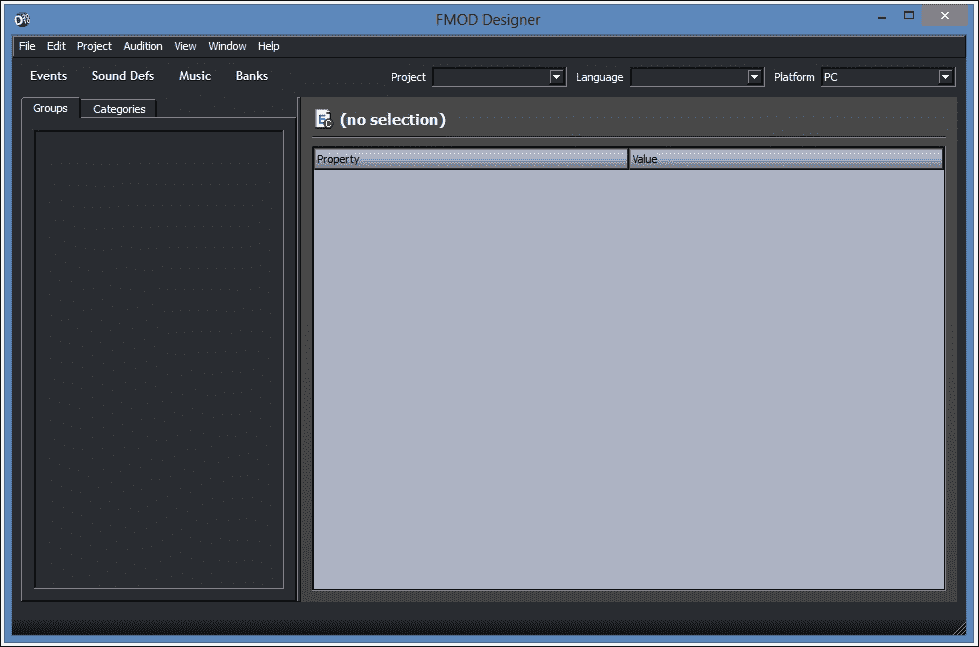 FMOD Designer
File Edit Project Audition View Window Help
Events Sound Defs Music Banks Project Language Platform PC
Groups Categories
(no selection)
Property Value